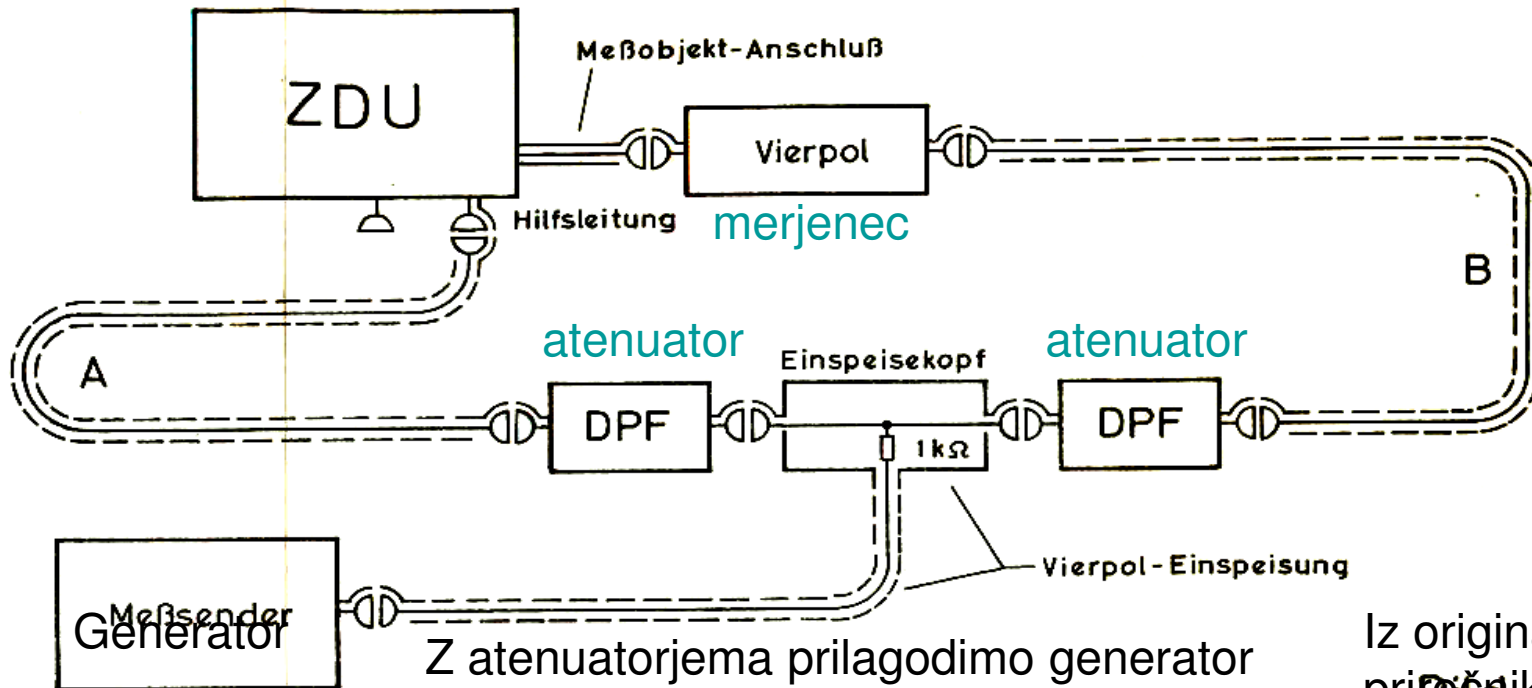 ZDU
Meßobjekt-Anschluß
Vierpol
merjenec
Hilfsleitung
A
B
atenuator
atenuator
Einspeisekopf
DPF
DPF
1kΩ
Vierpol-Einspeisung
Meßsender
Generator
Z atenuatorjema prilagodimo generator
Iz